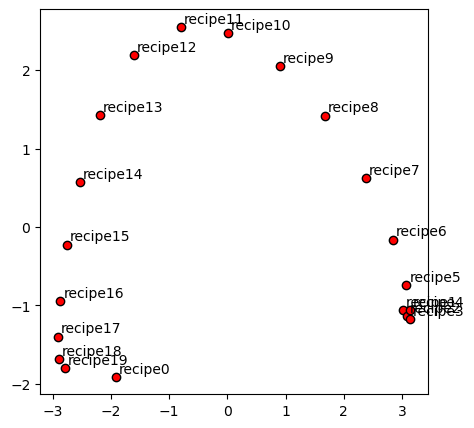 recipe11
recipe10
recipe12
recipe9
recipe13
recipe8
recipe14
recipe7
recipe15
recipe6
recipe5
recipe16
recipe3
recipe17
recipe18
recipe19
recipe0
2
1
0
−1
−2
−3 −2 −1 0 1 2 3